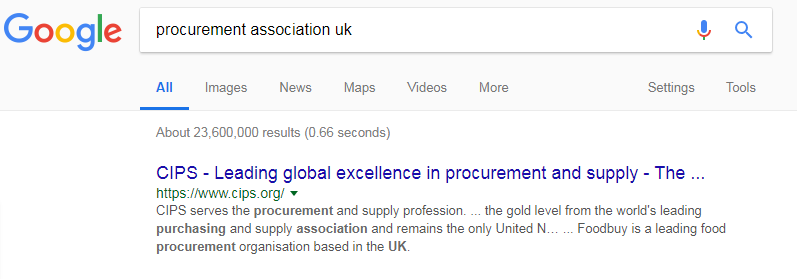 Google procurement association uk
All Images News Maps Videos More Settings Tools
About 23,600,000 results (0.66 seconds)
CIPS - Leading global excellence in procurement and supply - The ...
https://www.cips.org/
CIPS serves the procurement and supply profession. ... the gold level from the world's leading
purchasing and supply association and remains the only United N... ... Foodbuy is a leading food
procurement organisation based in the UK.